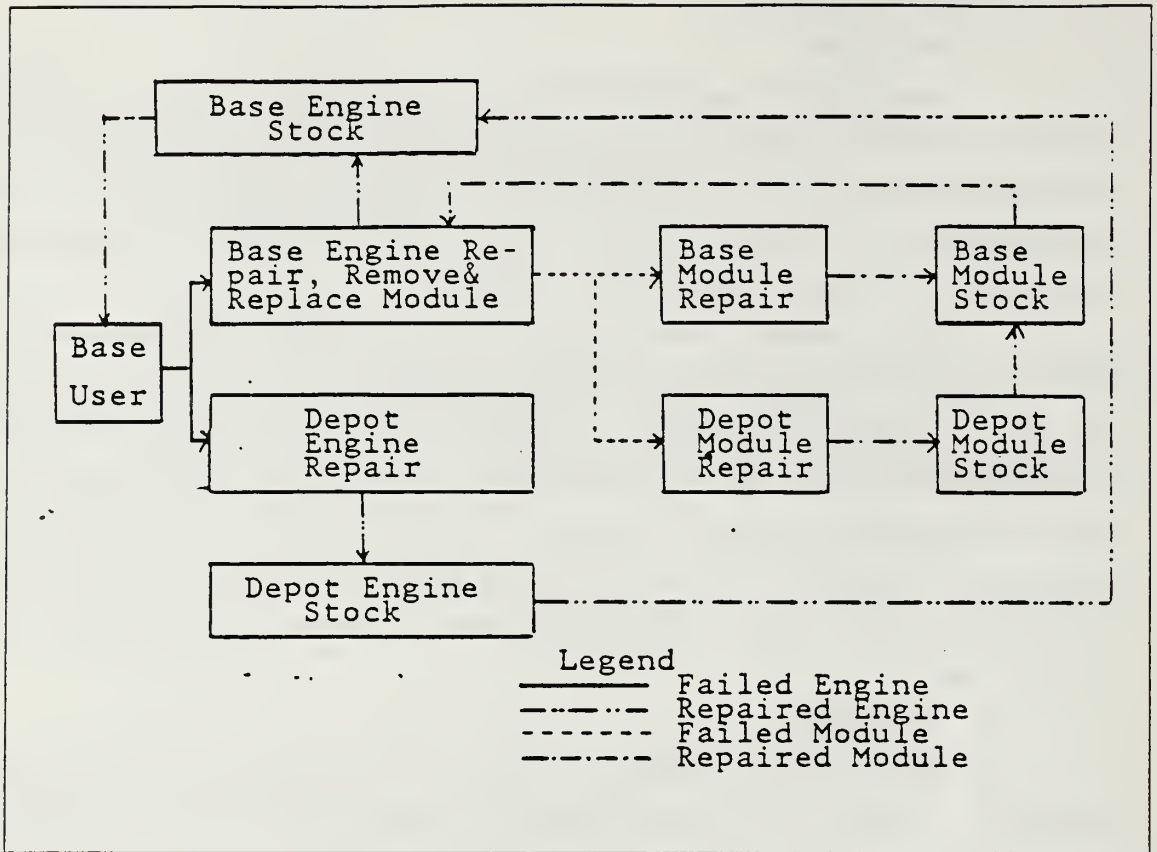 Base Engine
Stock
Base Engine Re-
pair, Remove&
Replace Module
Base
Module
Repair
Base
Module
Stock
Base
User
Depot
Engine
Repair
Depot
Module
Repair
Depot
Module
Stock
Depot Engine
Stock
Legend
Failed Engine
Repaired Engine
Failed Module
Repaired Module